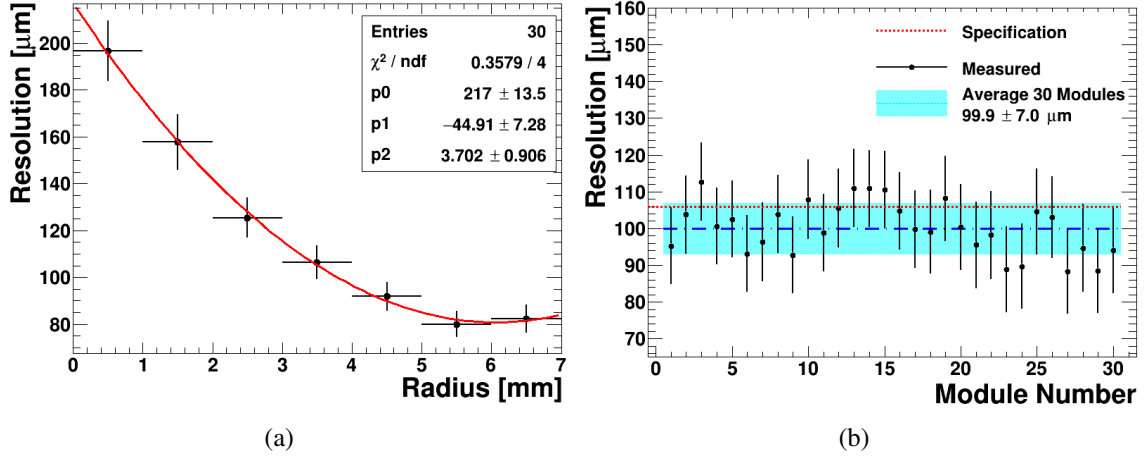 Resolution [μm]
200
180
160
140
120
100
80
0 1 2 3 4 5 6 7
Radius [mm]
Entries 30
χ² / ndf 0.3579 / 4
p0 217 ± 13.5
p1 −44.91 ± 7.28
p2 3.702 ± 0.906
(a)
Resolution [μm]
160
150
140
130
120
110
100
90
80
70
0 5 10 15 20 25 30
Module Number
Specification
Measured
Average 30 Modules
99.9 ± 7.0 μm
(b)